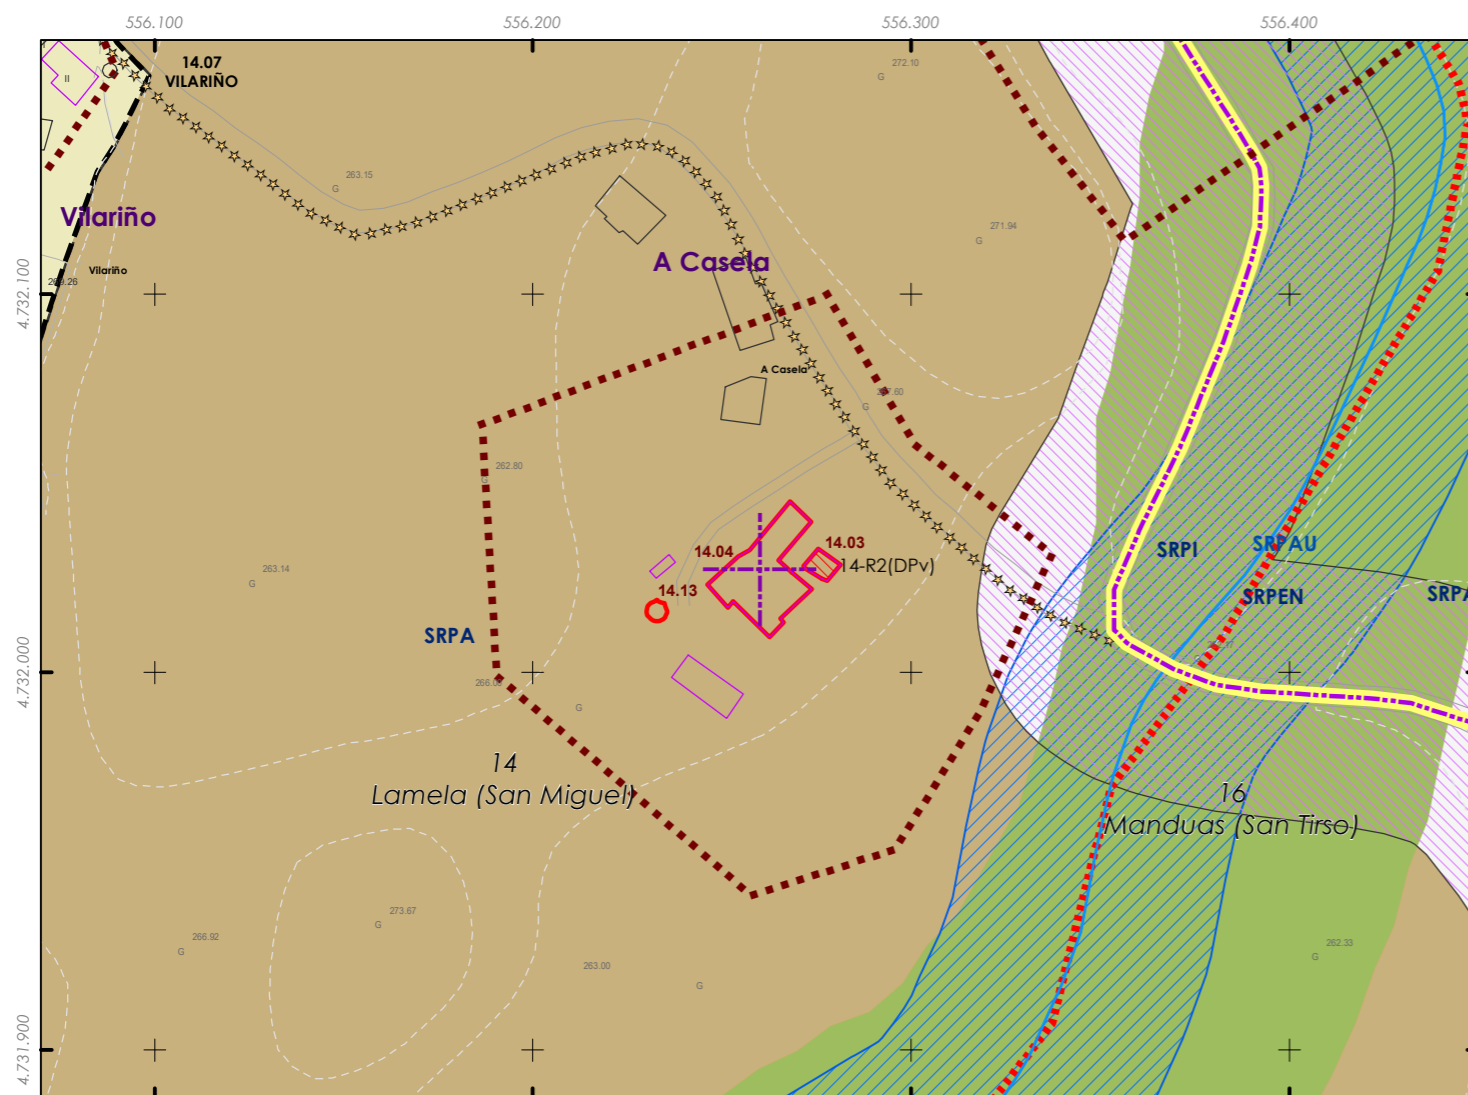 556.100
556.200
556.300
556.400
4.732.100
4.732.000
4.731.900
14.07
VILARIÑO
II
272.10
G
263.15
G
Vilariño
Vilariño
A Casela
271.94
G
A Casela
G
262.80
G
14.04
14.03
14-R2(DPv)
14.13
SRPI
SRPAU
SRPEN
263.14
G
SRPA
G
14
Lamela (San Miguel)
16
Manduas (San Tirso)
273.67
G
266.92
G
263.00
G
262.33
G